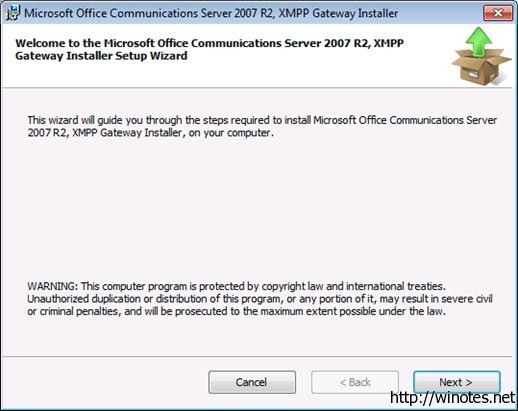 Microsoft Office Communications Server 2007 R2, XMPP Gateway Installer
Welcome to the Microsoft Office Communications Server 2007 R2, XMPP
Gateway Installer Setup Wizard
This wizard will guide you through the steps required to install Microsoft Office Communications Server
2007 R2, XMPP Gateway Installer, on your computer.
WARNING: This computer program is protected by copyright law and international treaties.
Unauthorized duplication or distribution of this program, or any portion of it, may result in severe civil
or criminal penalties, and will be prosecuted to the maximum extent possible under the law.
Cancel
< Back
Next >
http://winotes.net